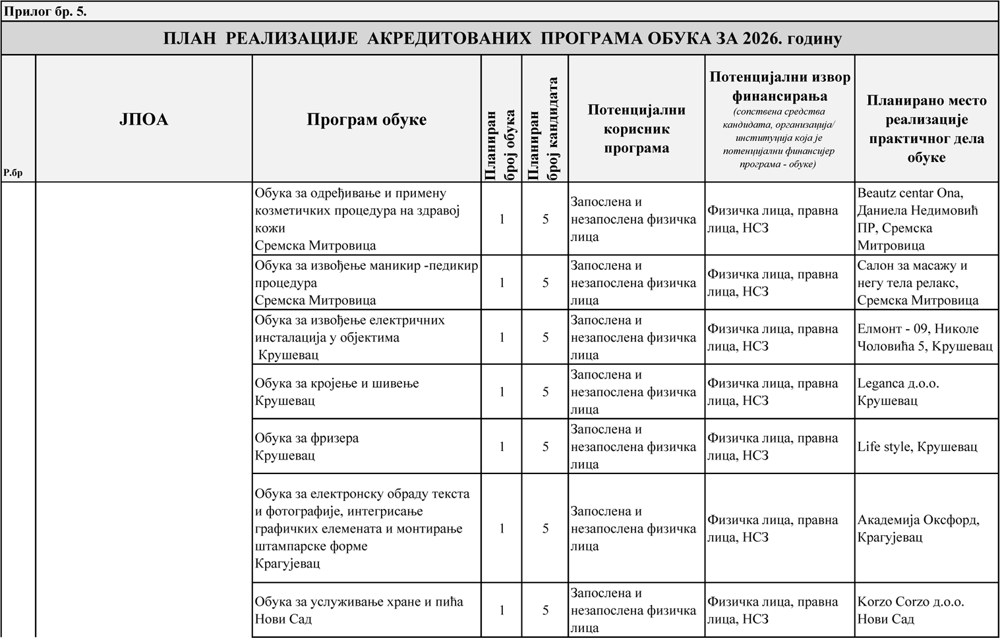 Прилог бр. 5.
ПЛАН РЕАЛИЗАЦИЈЕ АКРЕДИТОВАНИХ ПРОГРАМА ОБУКА ЗА 2026. годину
Р.бр
ЈПОА
Програм обуке
Планиран
број обука
Планиран
број кандидата
Потенцијални
корисник
програма
Потенцијални извор
финансирања
(сопствена средства
кандидата, организација/
институција која је
потенцијални финансијер
програма - обуке)
Планирано место
реализације
практичног дела
обуке
Обука за одређивање и примену
козметичких процедура на здравој
кожи
Сремска Митровица
1
5
Запослена и
незапослена физичка
лица
Физичка лица, правна
лица, НСЗ
Beautz centar Ona,
Даниела Недимовић
ПР, Сремска
Митровица
Обука за извођење маникир -педикир
процедура
Сремска Митровица
1
5
Запослена и
незапослена физичка
лица
Физичка лица, правна
лица, НСЗ
Салон за масажу и
негу тела релакс,
Сремска Митровица
Обука за извођење електричних
инсталација у објектима
Крушевац
1
5
Запослена и
незапослена физичка
лица
Физичка лица, правна
лица, НСЗ
Елмонт - 09, Николе
Чоловића 5, Крушевац
Обука за кројење и шивење
Крушевац
1
5
Запослена и
незапослена физичка
лица
Физичка лица, правна
лица, НСЗ
Leganca д.о.о.
Крушевац
Обука за фризера
Крушевац
1
5
Запослена и
незапослена физичка
лица
Физичка лица, правна
лица, НСЗ
Life style, Крушевац
Обука за електронску обраду текста
и фотографије, интегрисање
графичких елемената и монтирање
штампарске форме
Крагујевац
1
5
Запослена и
незапослена физичка
лица
Физичка лица, правна
лица, НСЗ
Академија Оксфорд,
Крагујевац
Обука за услуживање хране и пића
Нови Сад
1
5
Запослена и
незапослена физичка
лица
Физичка лица, правна
лица, НСЗ
Korzo Corzo д.о.о.
Нови Сад